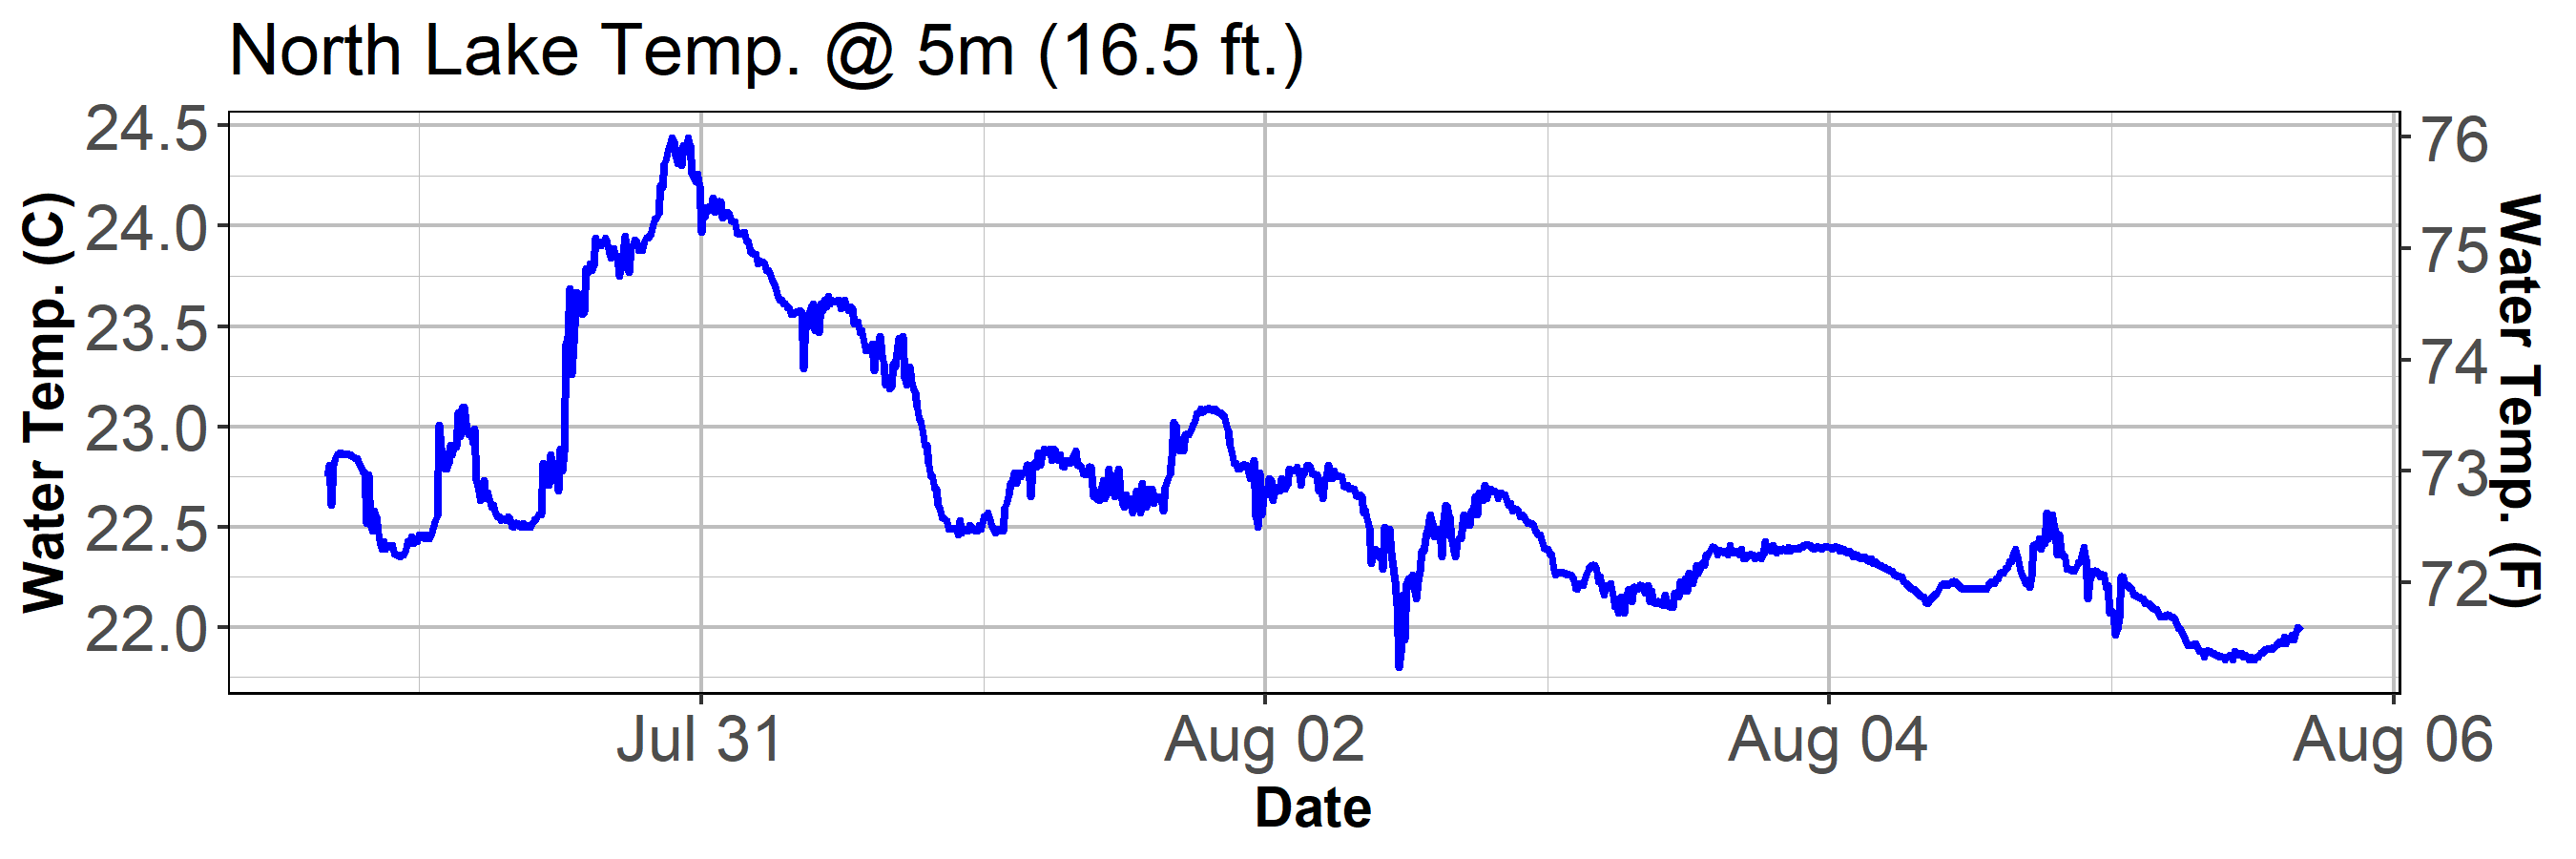 North Lake Temp. @ 5m (16.5 ft.)
Water Temp. (C)
24.5
24.0
23.5
23.0
22.5
22.0
76
75
74
73
72
Water Temp. (F)
Jul 31 Aug 02 Aug 04 Aug 06
Date